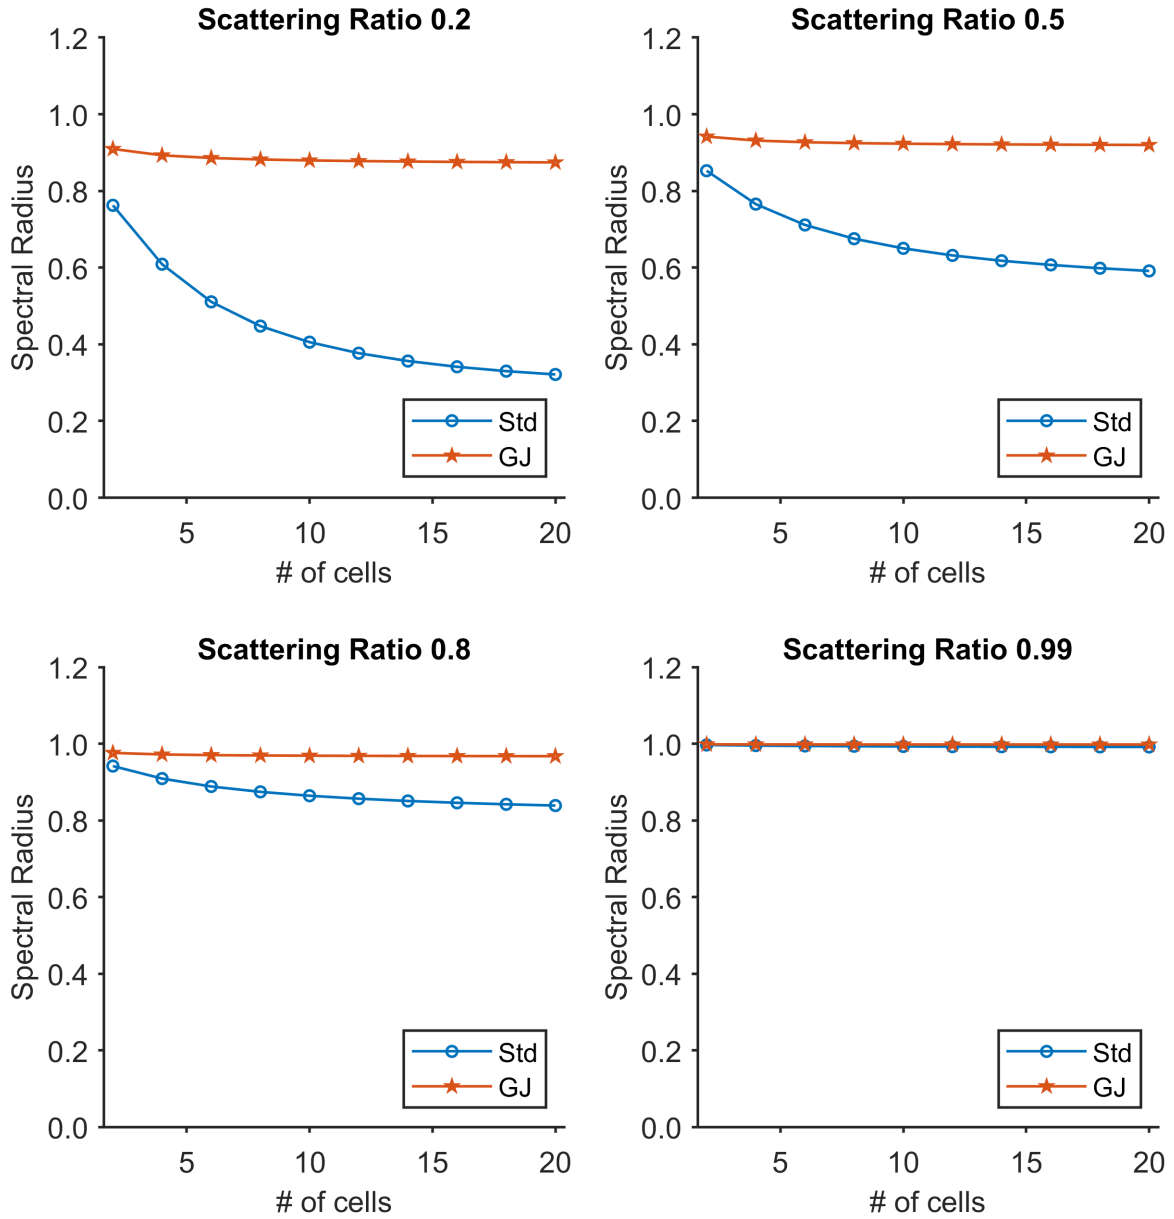 Scattering Ratio 0.2
1.2
1.0
0.8
0.6
0.4
0.2
0.0
Spectral Radius
5
10
15
20
# of cells
Std
GJ
Scattering Ratio 0.5
1.2
1.0
0.8
0.6
0.4
0.2
0.0
Spectral Radius
5
10
15
20
# of cells
Std
GJ
Scattering Ratio 0.8
1.2
1.0
0.8
0.6
0.4
0.2
0.0
Spectral Radius
5
10
15
20
# of cells
Std
GJ
Scattering Ratio 0.99
1.2
1.0
0.8
0.6
0.4
0.2
0.0
Spectral Radius
5
10
15
20
# of cells
Std
GJ